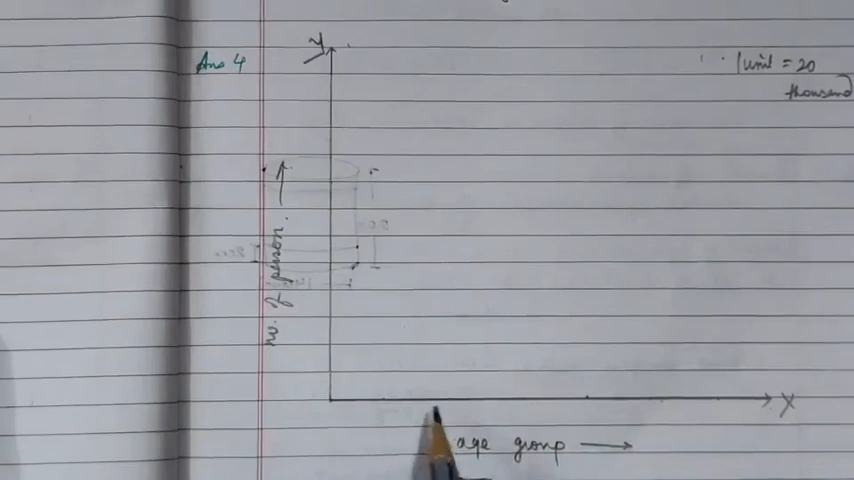 Ans 4
y
1 unit = 20
thousand
no. of person.
X
age group